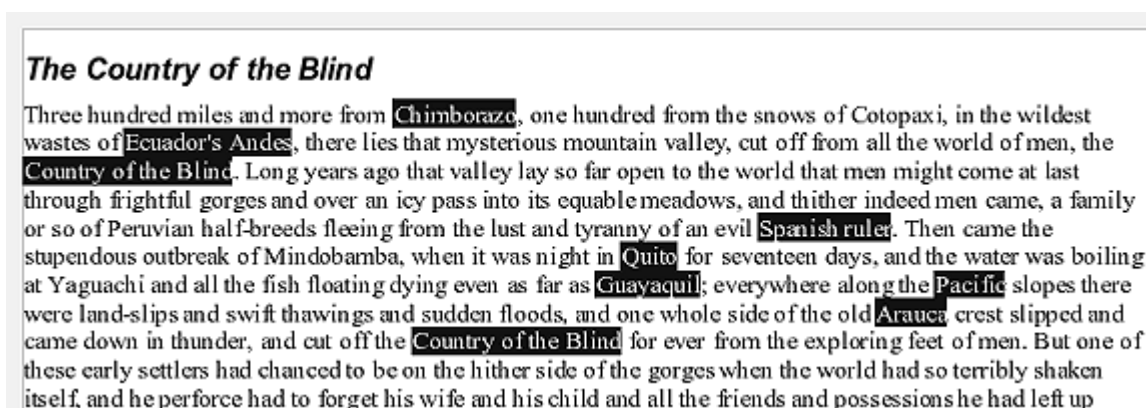 The Country of the Blind
Three hundred miles and more from Chimborazo, one hundred from the snows of Cotopaxi, in the wildest
wastes of Ecuador's Andes, there lies that mysterious mountain valley, cut off from all the world of men, the
Country of the Blind. Long years ago that valley lay so far open to the world that men might come at last
through frightful gorges and over an icy pass into its equable meadows, and thither indeed men came, a family
or so of Peruvian half-breeds fleeing from the lust and tyranny of an evil Spanish ruler. Then came the
stupendous outbreak of Mindobamba, when it was night in Quito for seventeen days, and the water was boiling
at Yaguachi and all the fish floating dying even as far as Guayaquil; everywhere along the Pacific slopes there
were land-slips and swift thawings and sudden floods, and one whole side of the old Arauca crest slipped and
came down in thunder, and cut off the Country of the Blind for ever from the exploring feet of men. But one of
these early settlers had chanced to be on the hither side of the gorges when the world had so terribly shaken
itself, and he perforce had to forget his wife and his child and all the friends and possessions he had left up